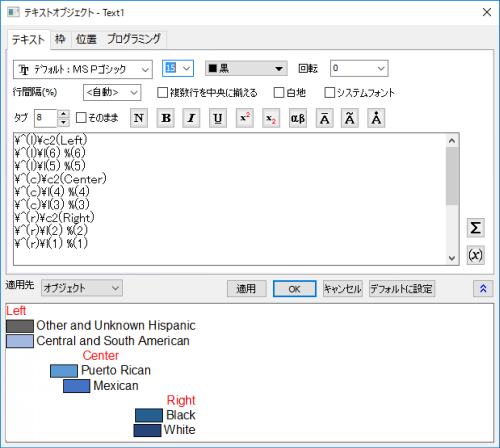 テキストオブジェクト - Text1
テキスト 枠 位置 プログラミング
デフォルト：MS Pゴシック 15 黒 回転 0
行間隔(%) <自動> 複数行を中央に揃える 白地 システムフォント
タブ 8 そのまま N B I U x² x₂ αβ Ā Ã Å
¥^(l)¥c2(Left)
¥^(l)¥l(6) %(6)
¥^(l)¥l(5) %(5)
¥^(c)¥c2(Center)
¥^(c)¥l(4) %(4)
¥^(c)¥l(3) %(3)
¥^(r)¥c2(Right)
¥^(r)¥l(2) %(2)
¥^(r)¥l(1) %(1)
Σ
(x)
適用先 オブジェクト 適用 OK キャンセル デフォルトに設定
Left
Other and Unknown Hispanic
Central and South American
Center
Puerto Rican
Mexican
Right
Black
White